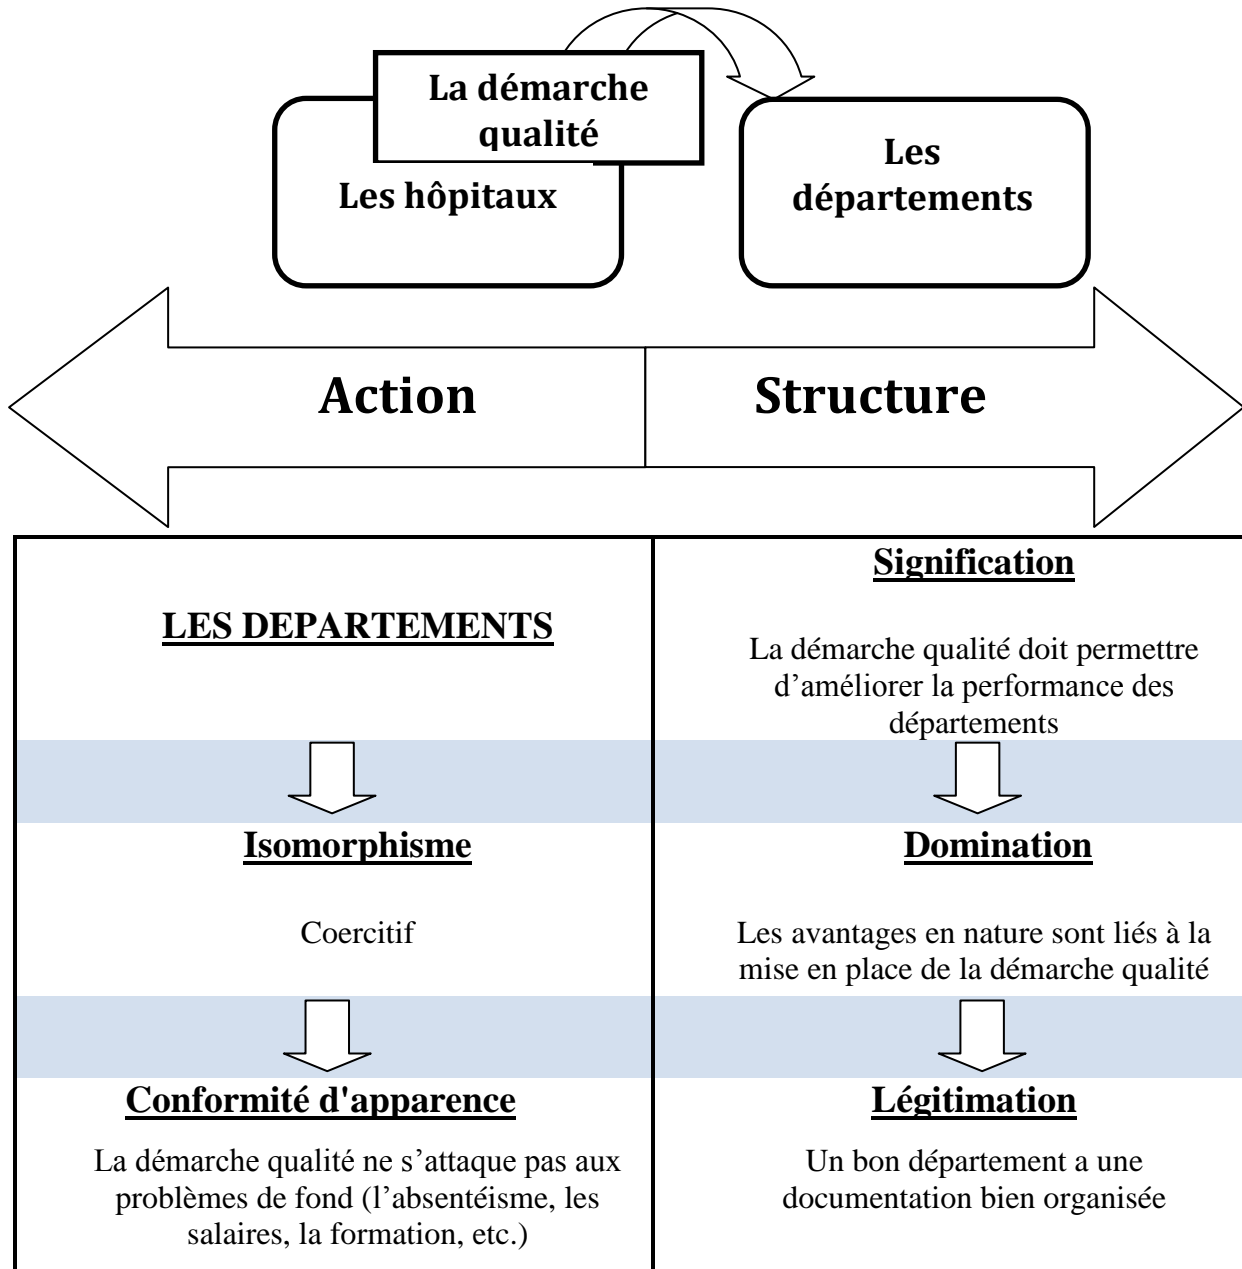 La démarche
qualité
Les hôpitaux
Les
départements
Action
Structure
LES DEPARTEMENTS
Signification
La démarche qualité doit permettre
d’améliorer la performance des
départements
Isomorphisme
Coercitif
Domination
Les avantages en nature sont liés à la
mise en place de la démarche qualité
Conformité d'apparence
La démarche qualité ne s’attaque pas aux
problèmes de fond (l’absentéisme, les
salaires, la formation, etc.)
Légitimation
Un bon département a une
documentation bien organisée